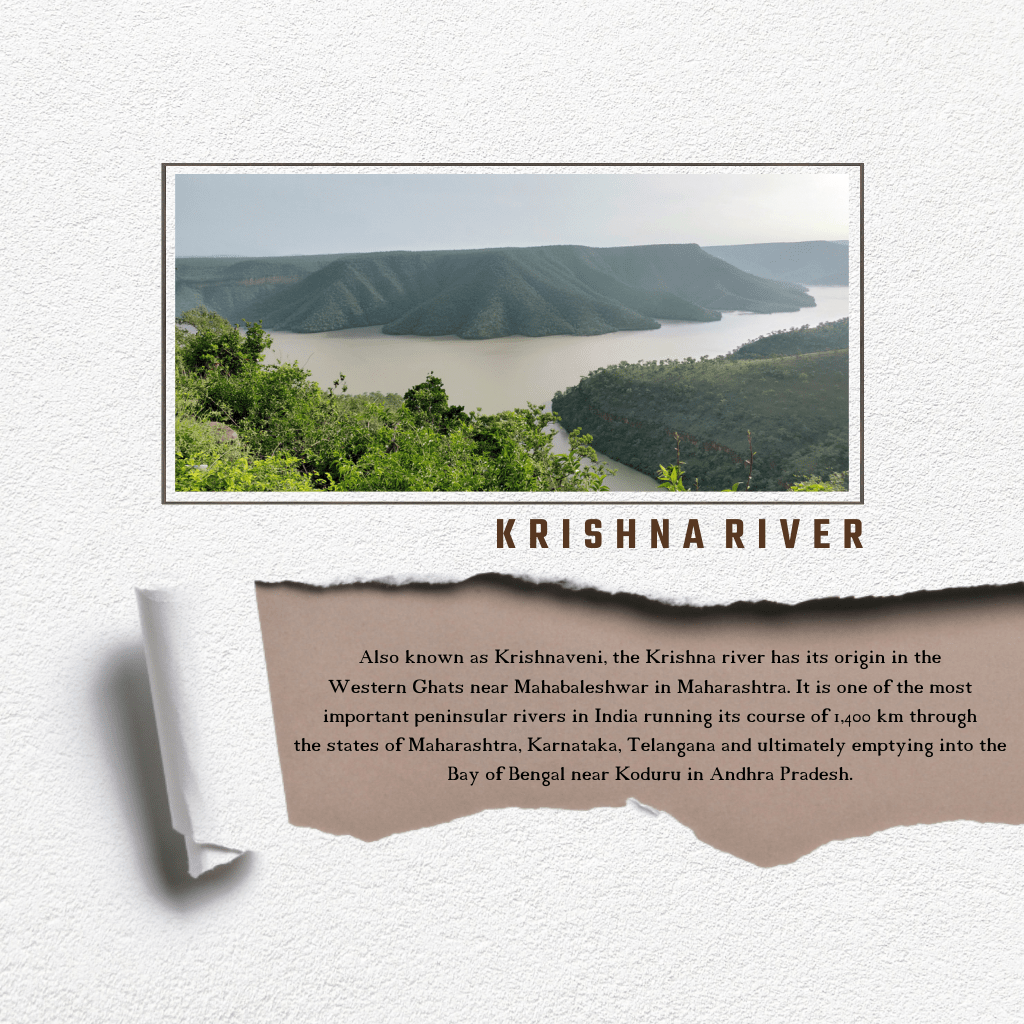 KRISHNA RIVER
Also known as Krishnaveni, the Krishna river has its origin in the
Western Ghats near Mahabaleshwar in Maharashtra. It is one of the most
important peninsular rivers in India running its course of 1,400 km through
the states of Maharashtra, Karnataka, Telangana and ultimately emptying into the
Bay of Bengal near Koduru in Andhra Pradesh.